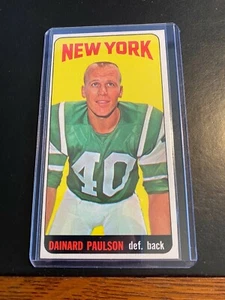 NEW YORK
40
DAINARD PAULSON def. back